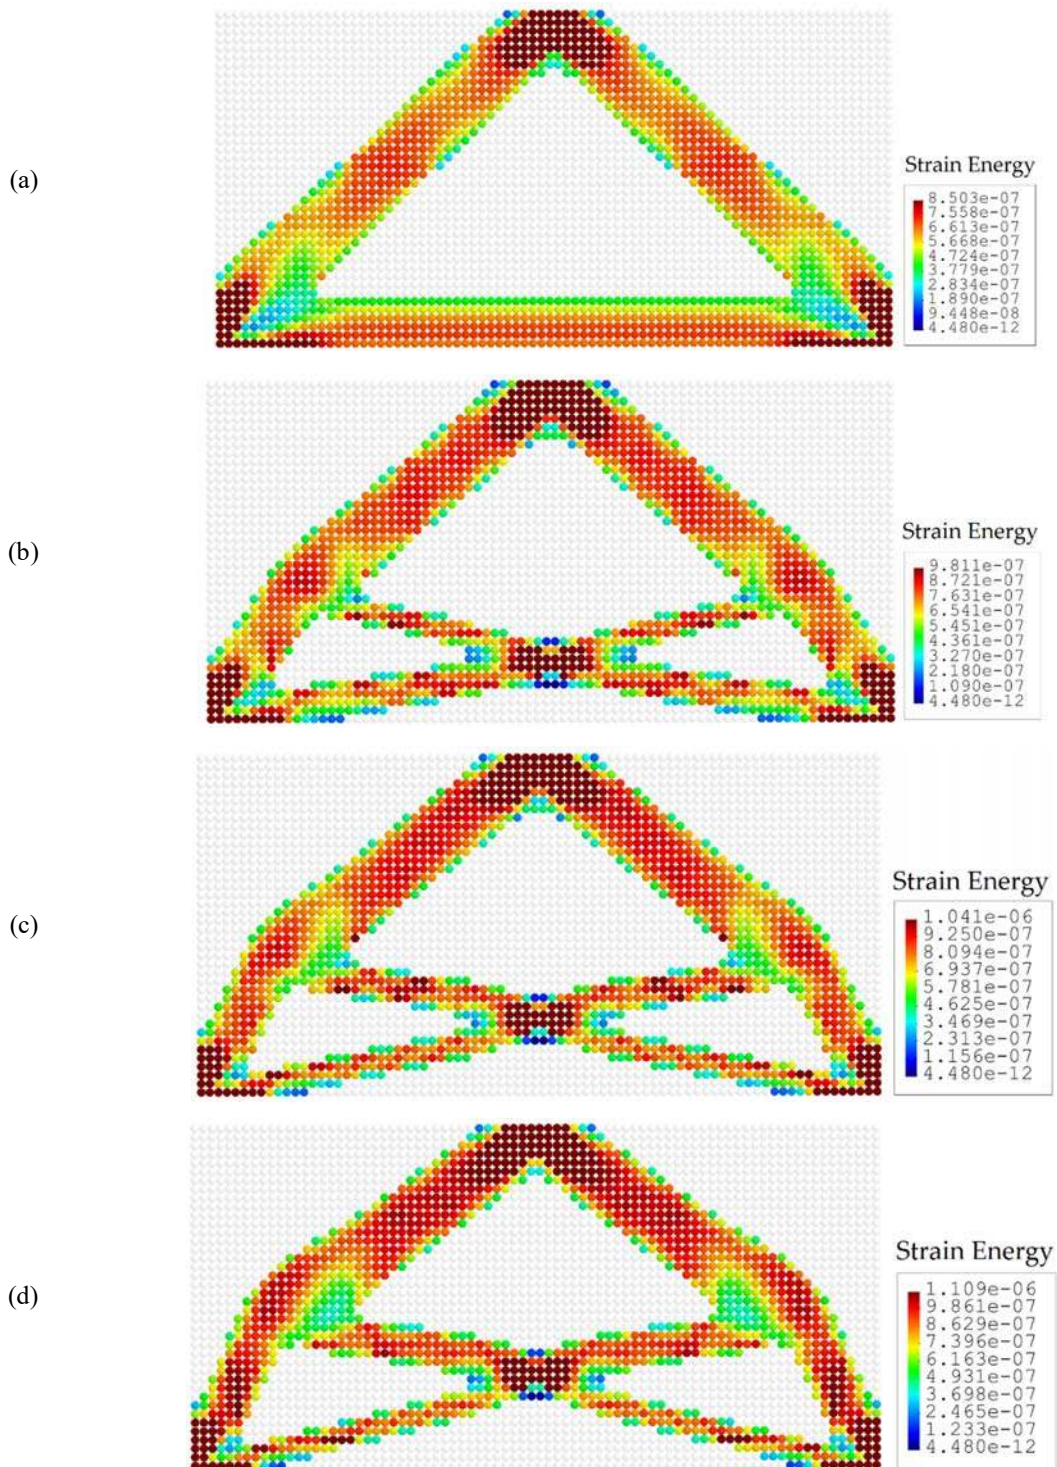 (a)
Strain Energy
8.503e-07
7.558e-07
6.613e-07
5.668e-07
4.724e-07
3.779e-07
2.834e-07
1.890e-07
9.448e-08
4.480e-12
(b)
Strain Energy
9.811e-07
8.721e-07
7.631e-07
6.541e-07
5.451e-07
4.361e-07
3.270e-07
2.180e-07
1.090e-07
4.480e-12
(c)
Strain Energy
1.041e-06
9.250e-07
8.094e-07
6.937e-07
5.781e-07
4.625e-07
3.469e-07
2.313e-07
1.156e-07
4.480e-12
(d)
Strain Energy
1.109e-06
9.861e-07
8.629e-07
7.396e-07
6.163e-07
4.931e-07
3.698e-07
2.465e-07
1.233e-07
4.480e-12